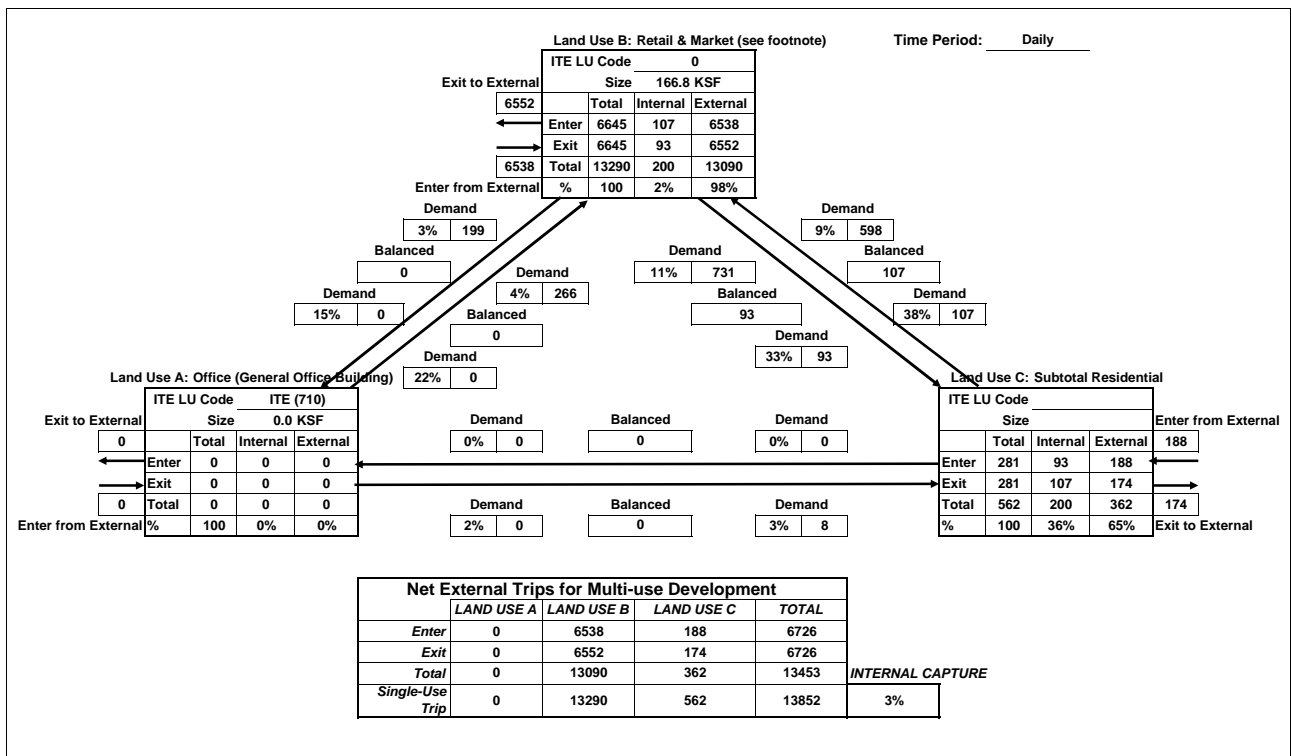 Land Use B: Retail & Market (see footnote)
Time Period: Daily
ITE LU Code 0
Exit to External Size 166.8 KSF
6552 Total Internal External
Enter 6645 107 6538
Exit 6645 93 6552
6538 Total 13290 200 13090
Enter from External % 100 2% 98%
Demand
3% 199
Balanced
0
Demand
15% 0
Demand
4% 266
Balanced
0
Demand
22% 0
Demand
11% 731
Balanced
93
Demand
33% 93
Demand
9% 598
Balanced
107
Demand
38% 107
Land Use A: Office (General Office Building)
ITE LU Code ITE (710)
Exit to External Size 0.0 KSF
0 Total Internal External
Enter 0 0 0
Exit 0 0 0
0 Total 0 0 0
Enter from External % 100 0% 0%
Demand Balanced Demand
0% 0 0 0% 0
Demand Balanced Demand
2% 0 0 3% 8
Land Use C: Subtotal Residential
ITE LU Code
Size Enter from External
Total Internal External 188
Enter 281 93 188
Exit 281 107 174
Total 562 200 362 174
% 100 36% 65% Exit to External
Net External Trips for Multi-use Development
LAND USE A LAND USE B LAND USE C TOTAL
Enter 0 6538 188 6726
Exit 0 6552 174 6726
Total 0 13090 362 13453 INTERNAL CAPTURE
Single-Use Trip 0 13290 562 13852 3%